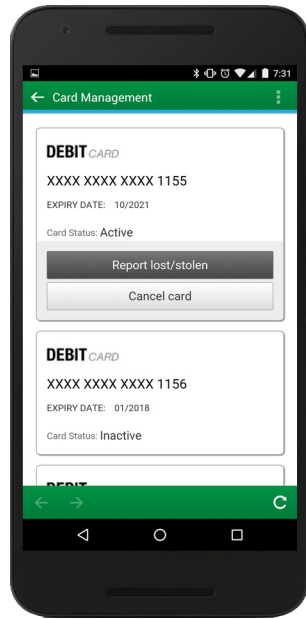 7:31
Card Management
DEBIT CARD
XXXX XXXX XXXX 1155
EXPIRY DATE: 10/2021
Card Status: Active
Report lost/stolen
Cancel card
DEBIT CARD
XXXX XXXX XXXX 1156
EXPIRY DATE: 01/2018
Card Status: Inactive